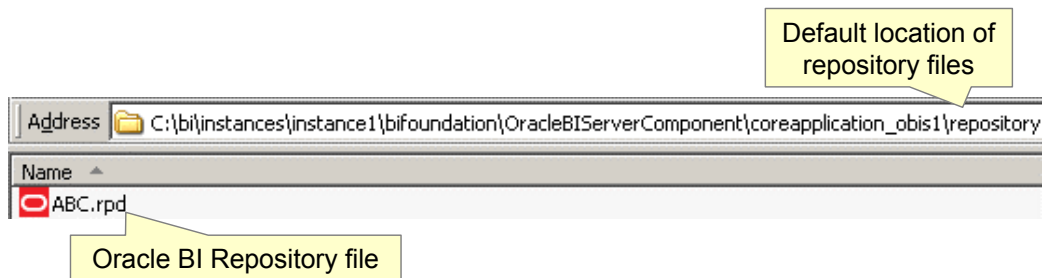 Default location of
repository files
Address C:\bi\instances\instance1\bifoundation\OracleBIServerComponent\coreapplication_obis1\repository
Name
ABC.rpd
Oracle BI Repository file